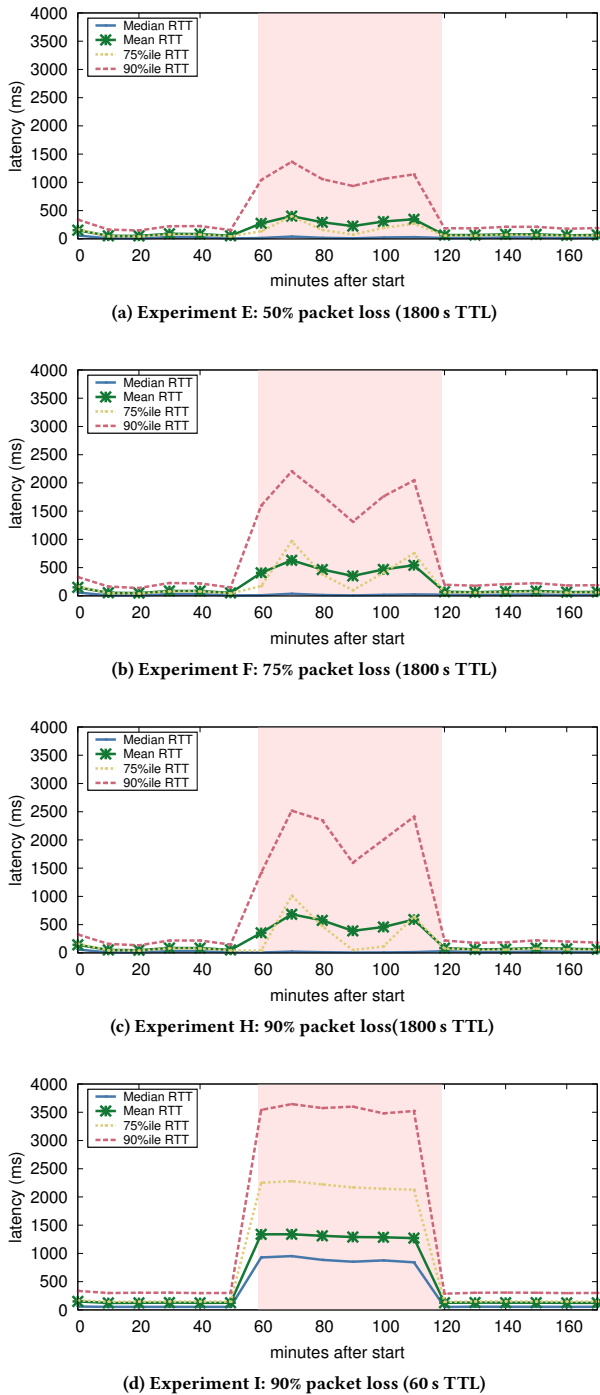 4000
3500
3000
2500
2000
1500
1000
500
0
latency (ms)
Median RTT
Mean RTT
75%ile RTT
90%ile RTT
0 20 40 60 80 100 120 140 160
minutes after start
(a) Experiment E: 50% packet loss (1800 s TTL)
4000
3500
3000
2500
2000
1500
1000
500
0
latency (ms)
Median RTT
Mean RTT
75%ile RTT
90%ile RTT
0 20 40 60 80 100 120 140 160
minutes after start
(b) Experiment F: 75% packet loss (1800 s TTL)
4000
3500
3000
2500
2000
1500
1000
500
0
latency (ms)
Median RTT
Mean RTT
75%ile RTT
90%ile RTT
0 20 40 60 80 100 120 140 160
minutes after start
(c) Experiment H: 90% packet loss(1800 s TTL)
4000
3500
3000
2500
2000
1500
1000
500
0
latency (ms)
Median RTT
Mean RTT
75%ile RTT
90%ile RTT
0 20 40 60 80 100 120 140 160
minutes after start
(d) Experiment I: 90% packet loss (60 s TTL)